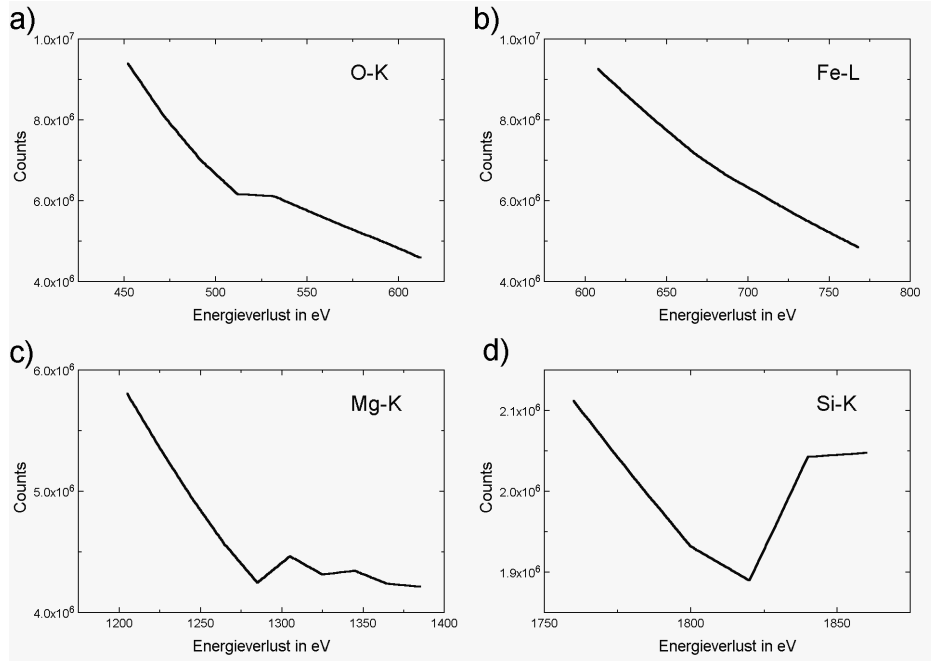 a)
1.0x10⁷
8.0x10⁶
6.0x10⁶
4.0x10⁶
Counts
O-K
450 500 550 600
Energieverlust in eV
b)
1.0x10⁷
8.0x10⁶
6.0x10⁶
4.0x10⁶
Counts
Fe-L
600 650 700 750 800
Energieverlust in eV
c)
6.0x10⁶
5.0x10⁶
4.0x10⁶
Counts
Mg-K
1200 1250 1300 1350 1400
Energieverlust in eV
d)
2.1x10⁶
2.0x10⁶
1.9x10⁶
Counts
Si-K
1750 1800 1850
Energieverlust in eV